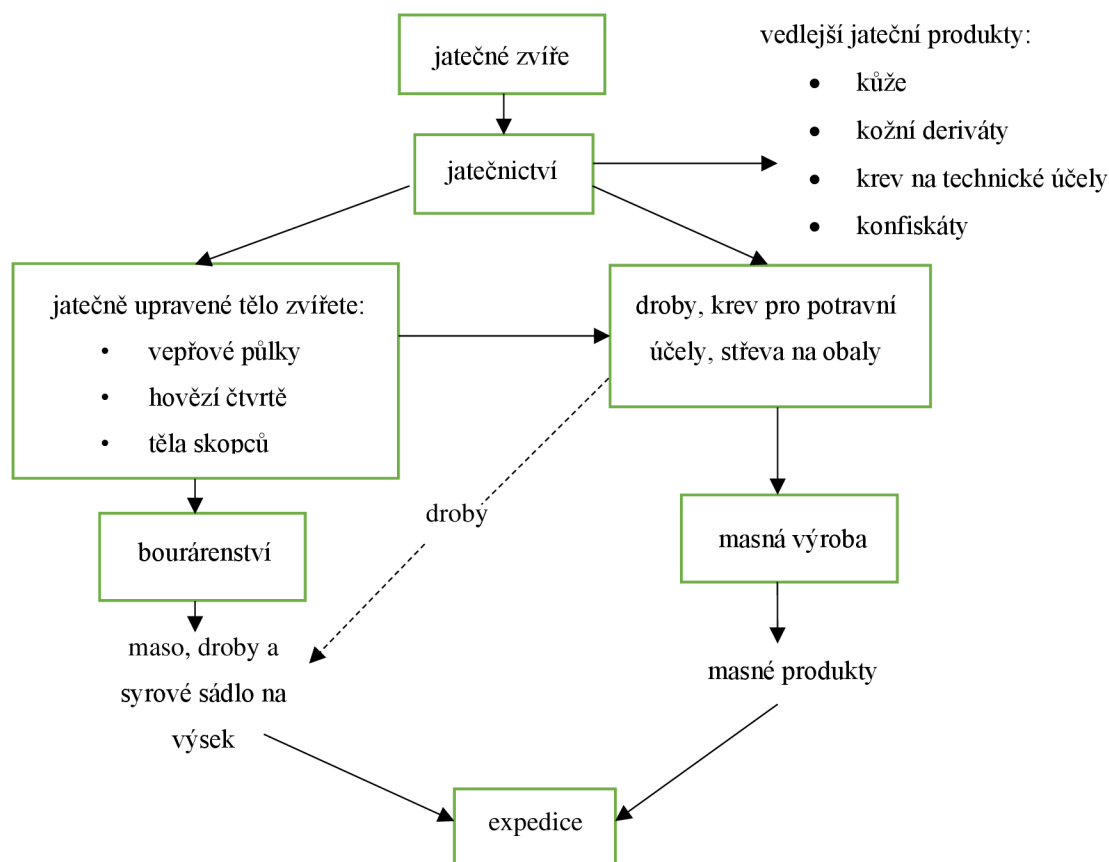 jatečné zvíře
vedlejší jateční produkty:
• kůže
• kožní deriváty
• krev na technické účely
• konfiskáty
jatečnictví
jatečně upravené tělo zvířete:
• vepřové půlky
• hovězí čtvrtě
• těla skopců
droby, krev pro potravní
účely, střeva na obaly
droby
bourárenství
masná výroba
maso, droby a
syrové sádlo na
výsek
masné produkty
expedice